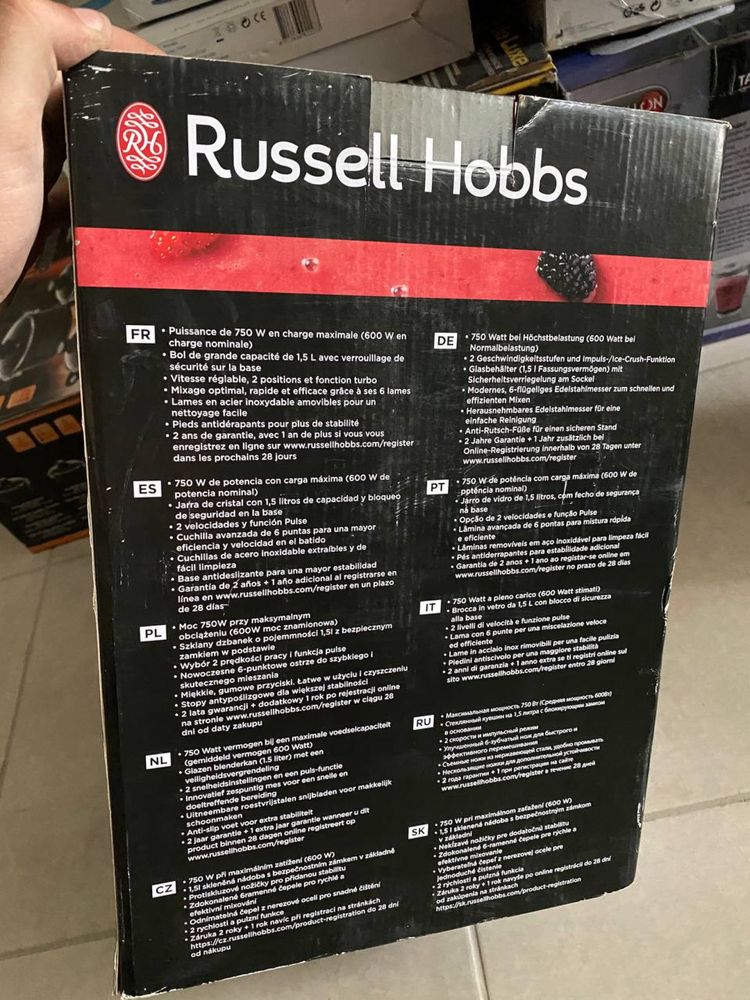 RH
Russell Hobbs
FR
• Puissance de 750 W en charge maximale (600 W en
charge nominale)
• Bol de grande capacité de 1,5 L avec verrouillage de
sécurité sur la base
• Vitesse réglable, 2 positions et fonction turbo
• Mixage optimal, rapide et efficace grâce à ses 6 lames
• Lames en acier inoxydable amovibles pour un
nettoyage facile
• Pieds antidérapants pour plus de stabilité
• 2 ans de garantie, avec 1 an de plus si vous vous
enregistrez en ligne sur www.russellhobbs.com/register
dans les prochains 28 jours
ES
• 750 W de potencia con carga máxima (600 W de
potencia nominal)
• Jarra de cristal con 1,5 litros de capacidad y bloqueo
de seguridad en la base
• 2 velocidades y función Pulse
• Cuchilla avanzada de 6 puntas para una mayor
eficiencia y velocidad en el batido
• Cuchillas de acero inoxidable extraíbles y de
fácil limpieza
• Base antideslizante para una mayor estabilidad
• Garantía de 2 años + 1 año adicional al registrarse en
línea en www.russellhobbs.com/register en un plazo
de 28 días
PL
• Moc 750W przy maksymalnym
obciążeniu (600W moc znamionowa)
• Szklany dzbanek o pojemmności 1,5l z bezpiecznym
zamkiem w podstawie
• Wybór 2 prędkości pracy i funkcja pulse
• Nowoczesne 6-punktowe ostrze do szybkiego i
skutecznego mieszania
• Miękkie, gumowe przyciski. Łatwe w użyciu i czyszczeniu
• Stopy antypoślizgowe dla większej stabilności
• 2 lata gwarancji + dodatkowy 1 rok po rejestracji online
na stronie www.russellhobbs.com/register w ciągu 28
dni od daty zakupu
NL
• 750 Watt vermogen bij een maximale voedselcapaciteit
(gemiddeld vermogen 600 Watt)
• Glazen blenderkan (1.5 liter) met een
veiligheidsvergrendeling
• 2 snelheidsinstellingen en een puls-functie
• Innovatief zespuntig mes voor een snelle en
doeltreffende bereiding
• Uitneembare roestvrijstalen snijbladen voor makkelijk
schoonmaken
• Anti-slip voet voor extra stabiliteit
• 2 jaar garantie + 1 extra jaar garantie wanneer u dit
product binnen 28 dagen online registreert op
www.russellhobbs.com/register
CZ
• 750 W při maximálním zatížení (600 W)
• 1,5l skleněná nádoba s bezpečnostním zámkem v základně
• Protiskluzové nožičky pro přidanou stabilitu
• Zdokonalené 6ramenné čepele pro rychlé a
efektivní mixování
• Odnímatelná čepel z nerezové oceli pro snadné čištění
• 2 rychlosti a pulzní funkce
• Záruka 2 roky + 1 rok navíc při registraci na stránkách
https://cz.russellhobbs.com/product-registration do 28 dní
od nákupu
DE
• 750 Watt bei Höchstbelastung (600 Watt bei
Normalbelastung)
• 2 Geschwindigkeitsstufen und Impuls-/Ice-Crush-Funktion
• Glasbehälter (1,5 l Fassungsvermögen) mit
Sicherheitsverriegelung am Sockel
• Modernes, 6-flügeliges Edelstahlmesser zum schnellen und
effizienten Mixen
• Herausnehmbares Edelstahlmesser für eine
einfache Reinigung
• Anti-Rutsch-Füße für einen sicheren Stand
• 2 Jahre Garantie + 1 Jahr zusätzlich bei
Online-Registrierung innerhalb von 28 Tagen unter
www.russellhobbs.com/register
PT
• 750 W de potência com carga máxima (600 W de
potência nominal)
• Jarro de vidro de 1,5 litros, com fecho de segurança
na base
• Opção de 2 velocidades e função Pulse
• Lâmina avançada de 6 pontas para mistura rápida
e eficiente
• Lâminas removíveis em aço inoxidável para limpeza fácil
• Pés antiderrapantes para estabilidade adicional
• Garantia de 2 anos + 1 ano ao registar-se online em
www.russellhobbs.com/register no prazo de 28 dias
IT
• 750 Watt a pieno carico (600 Watt stimati)
• Brocca in vetro da 1,5 L con blocco di sicurezza
alla base
• 2 livelli di velocità e funzione pulse
• Lama con 6 punte per una miscelazione veloce
ed efficiente
• Lame in acciaio inox rimovibili per una facile pulizia
• Piedini antiscivolo per una maggiore stabilità
• 2 anni di garanzia + 1 anno extra se ti registri online sul
sito www.russellhobbs.com/register entro 28 giorni
RU
• Максимальная мощность 750 Вт (Средняя мощность 600Вт)
• Стеклянный кувшин на 1,5 литра с блокирующим замком
в основании
• 2 скорости и импульсный режим
• Улучшенный 6-зубчатый нож для быстрого и
эффективного перемешивания
• Съемные ножи из нержавеющей стали, удобно промывать
• Нескользящие ножки для дополнительной устойчивости
• 2 года гарантии + 1 при регистрации на сайте
www.russellhobbs.com/register в течение 28 дней
SK
• 750 W pri maximálnom zaťažení (600 W)
• 1,5 l sklenená nádoba s bezpečnostným zámkom
v základni
• Nekĺzavé nožičky pre dodatočnú stabilitu
• Zdokonalené 6-ramenné čepele pre rýchle a
efektívne mixovanie
• Vyberateľná čepeľ z nerezovej ocele pre
jednoduché čistenie
• 2 rýchlosti a pulzná funkcia
• Záruka 2 roky + 1 rok navyše po online registrácii do 28 dní
od zakúpenia na stránkach
https://sk.russellhobbs.com/product-registration